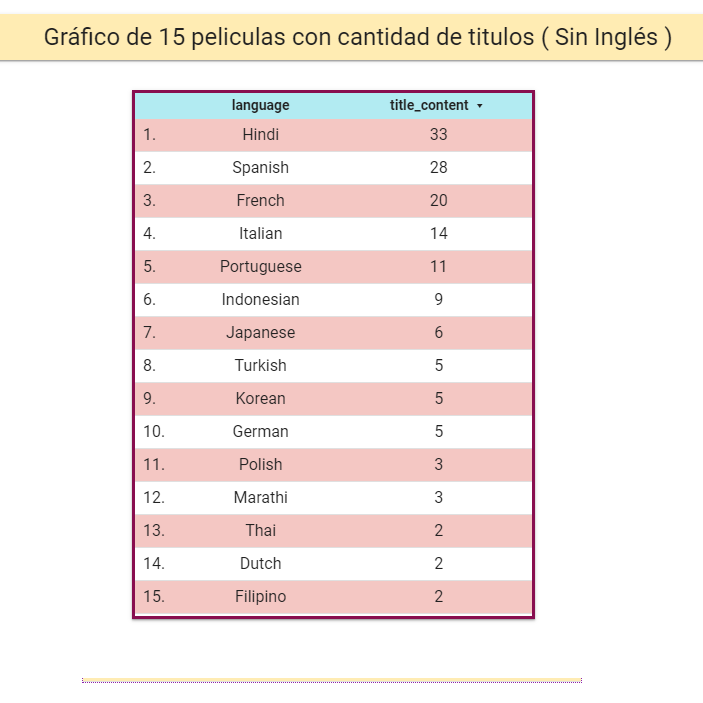 Gráfico de 15 peliculas con cantidad de titulos ( Sin Inglés )
language title_content
1. Hindi 33
2. Spanish 28
3. French 20
4. Italian 14
5. Portuguese 11
6. Indonesian 9
7. Japanese 6
8. Turkish 5
9. Korean 5
10. German 5
11. Polish 3
12. Marathi 3
13. Thai 2
14. Dutch 2
15. Filipino 2